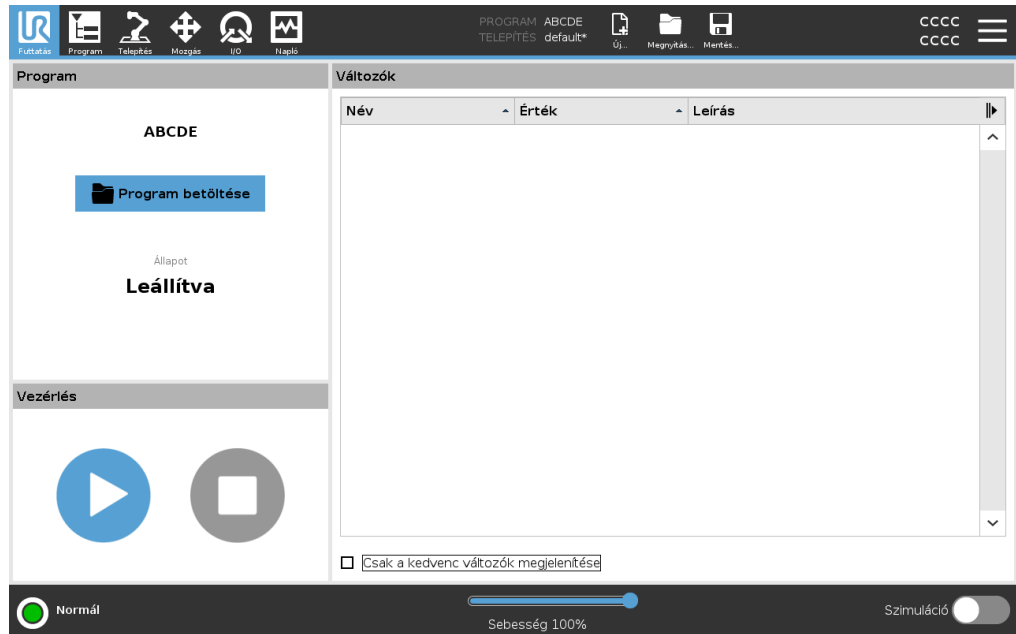 PROGRAM ABCDE
TELEPÍTÉS default*
CCCC
CCCC
Futtatás Program Telepítés Mozgás I/O Napló Új... Megnyitás... Mentés...
Program
Változók
Név Érték Leírás
ABCDE
Program betöltése
Állapot
Leállítva
Vezérlés
Csak a kedvenc változók megjelenítése
Normál
Sebesség 100%
Szimuláció